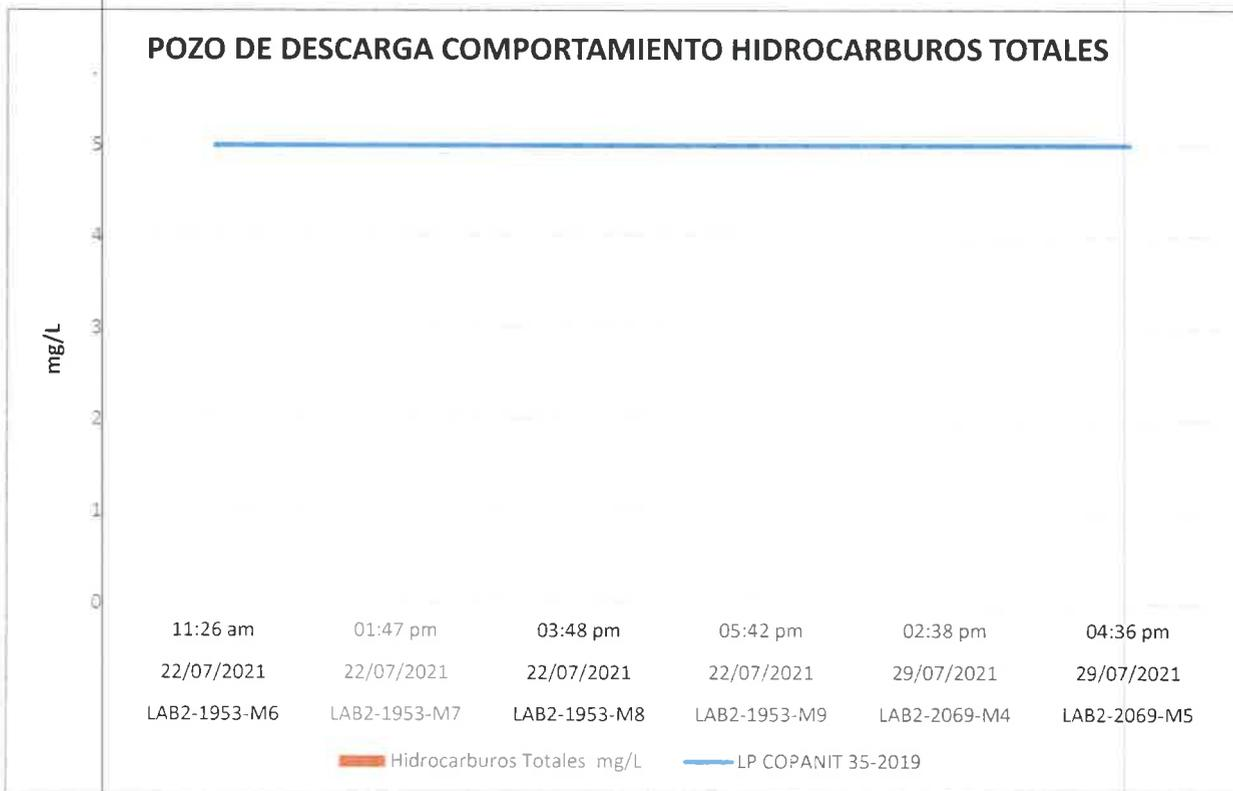 POZO DE DESCARGA COMPORTAMIENTO HIDROCARBUROS TOTALES
mg/L
5
4
3
2
1
0
11:26 am 01:47 pm 03:48 pm 05:42 pm 02:38 pm 04:36 pm
22/07/2021 22/07/2021 22/07/2021 22/07/2021 29/07/2021 29/07/2021
LAB2-1953-M6 LAB2-1953-M7 LAB2-1953-M8 LAB2-1953-M9 LAB2-2069-M4 LAB2-2069-M5
Hidrocarburos Totales mg/L LP COPANIT 35-2019